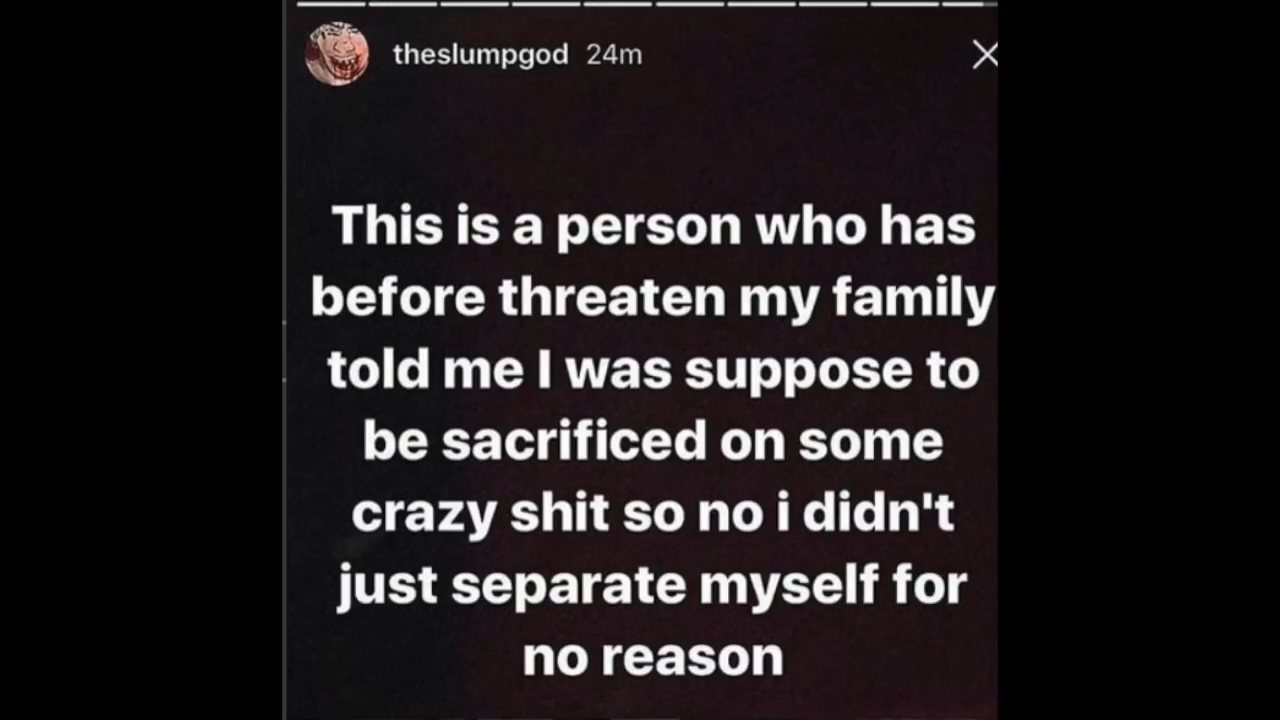 theslumpgod 24m
This is a person who has
before threaten my family
told me I was suppose to
be sacrificed on some
crazy shit so no i didn't
just separate myself for
no reason